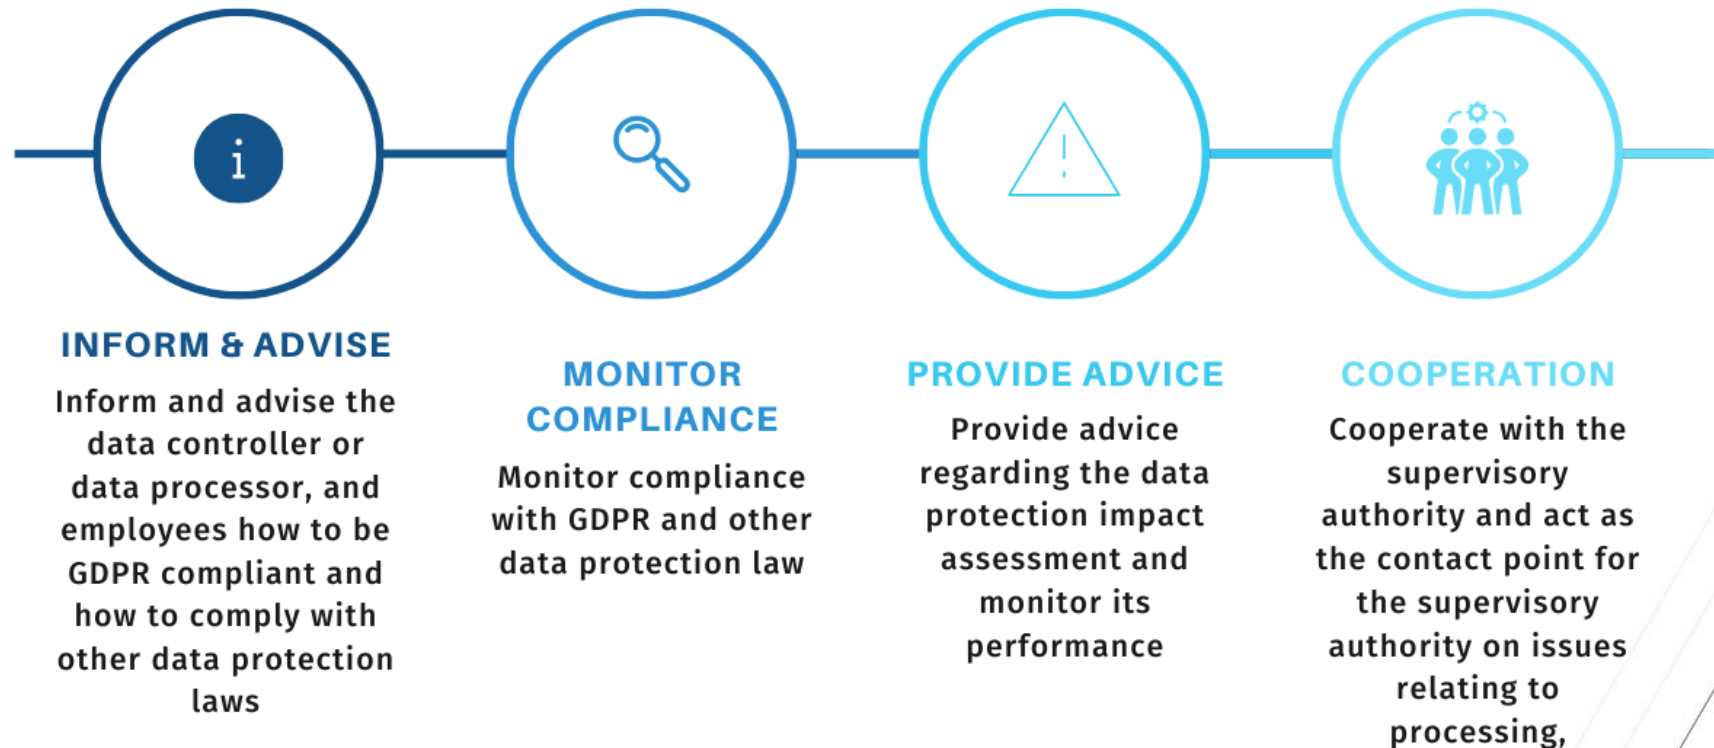 i
INFORM & ADVISE
Inform and advise the
data controller or
data processor, and
employees how to be
GDPR compliant and
how to comply with
other data protection
laws
MONITOR
COMPLIANCE
Monitor compliance
with GDPR and other
data protection law
PROVIDE ADVICE
Provide advice
regarding the data
protection impact
assessment and
monitor its
performance
COOPERATION
Cooperate with the
supervisory
authority and act as
the contact point for
the supervisory
authority on issues
relating to
processing,